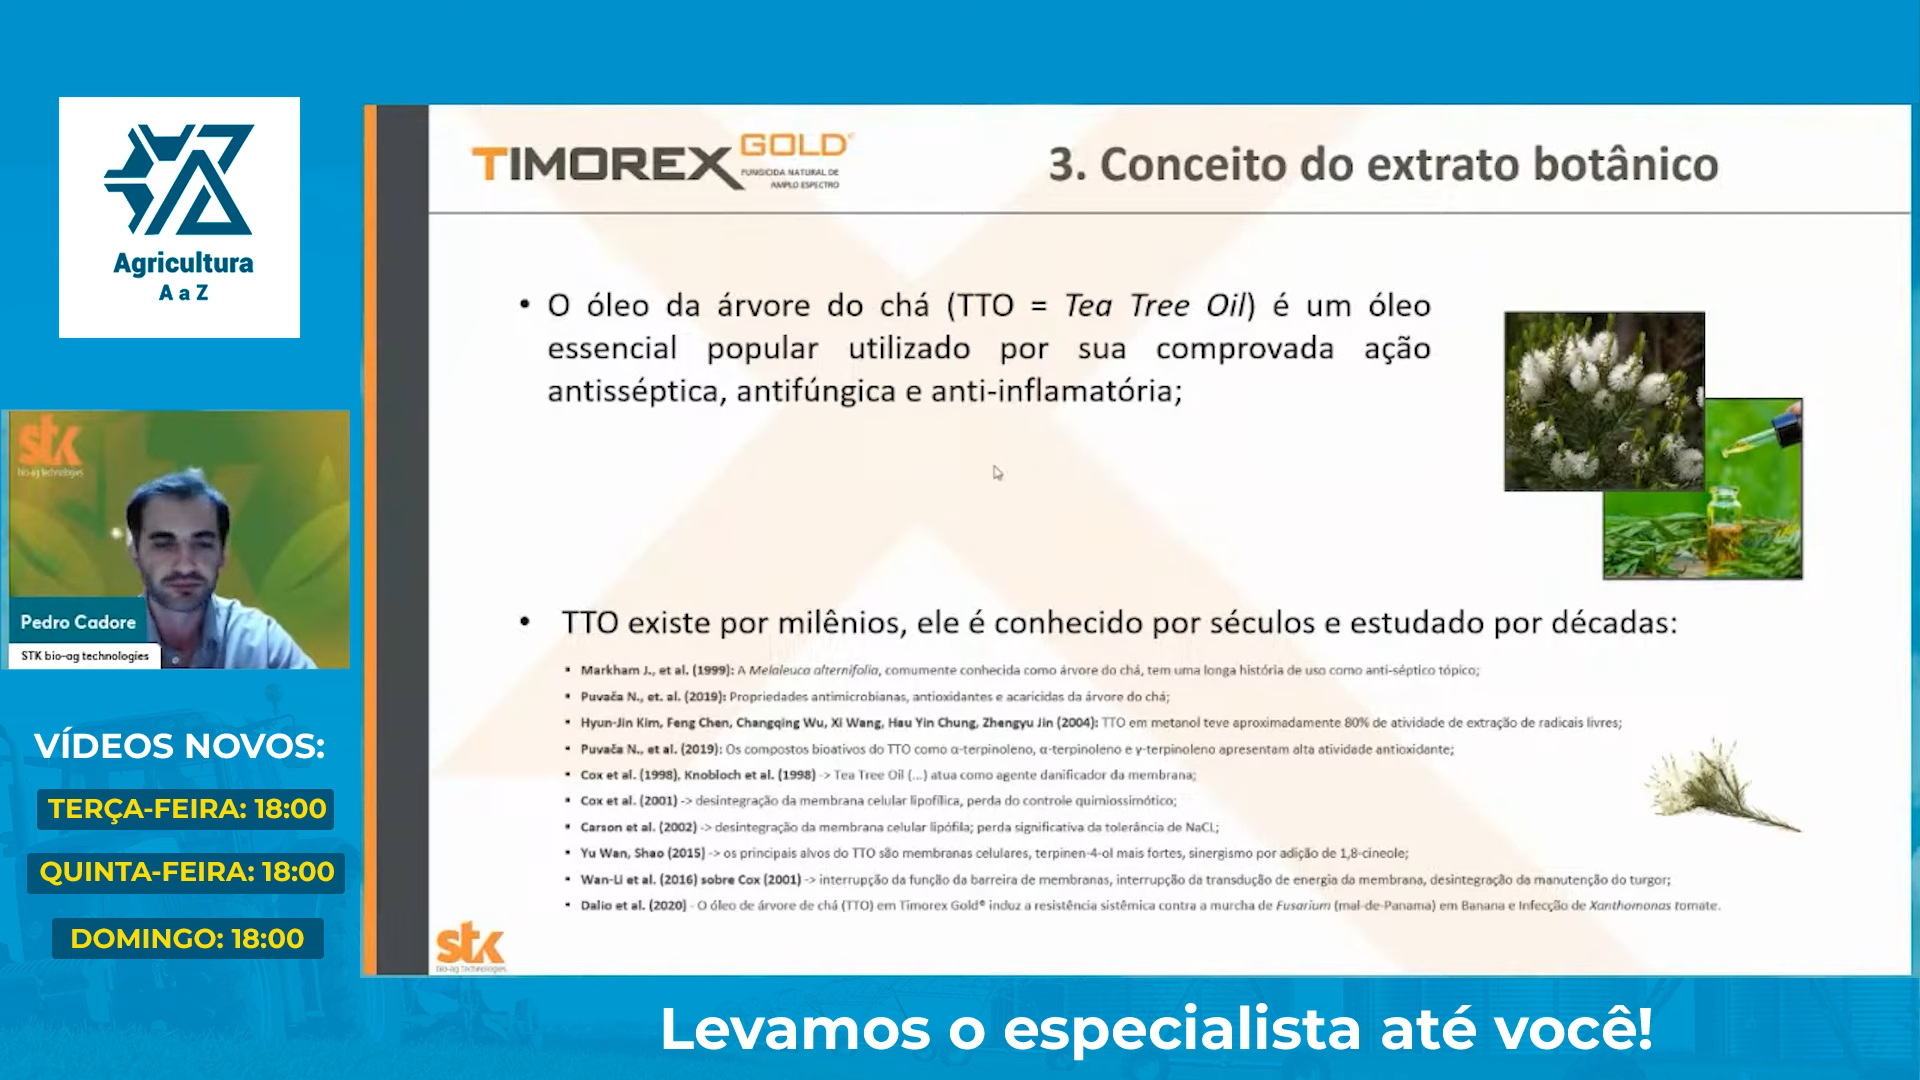 Agricultura
A a Z
stk
bio-ag technologies
Pedro Cadore
STK bio-ag technologies
VÍDEOS NOVOS:
TERÇA-FEIRA: 18:00
QUINTA-FEIRA: 18:00
DOMINGO: 18:00
TIMOREX GOLD®
FUNGICIDA NATURAL DE
AMPLO ESPECTRO
3. Conceito do extrato botânico
• O óleo da árvore do chá (TTO = Tea Tree Oil) é um óleo
essencial popular utilizado por sua comprovada ação
antisséptica, antifúngica e anti-inflamatória;
• TTO existe por milênios, ele é conhecido por séculos e estudado por décadas:
▪ Markham J., et al. (1999): A Melaleuca alternifolia, comumente conhecida como árvore do chá, tem uma longa história de uso como anti-séptico tópico;
▪ Puvača N., et. al. (2019): Propriedades antimicrobianas, antioxidantes e acaricidas da árvore do chá;
▪ Hyun-Jin Kim, Feng Chen, Changqing Wu, Xi Wang, Hau Yin Chung, Zhengyu Jin (2004): TTO em metanol teve aproximadamente 80% de atividade de extração de radicais livres;
▪ Puvača N., et al. (2019): Os compostos bioativos do TTO como α-terpinoleno, α-terpinoleno e γ-terpinoleno apresentam alta atividade antioxidante;
▪ Cox et al. (1998), Knobloch et al. (1998) -> Tea Tree Oil (...) atua como agente danificador da membrana;
▪ Cox et al. (2001) -> desintegração da membrana celular lipofílica, perda do controle quimiossimótico;
▪ Carson et al. (2002) -> desintegração da membrana celular lipófila; perda significativa da tolerância de NaCl;
▪ Yu Wan, Shao (2015) -> os principais alvos do TTO são membranas celulares, terpinen-4-ol mais fortes, sinergismo por adição de 1,8-cineole;
▪ Wan-Li et al. (2016) sobre Cox (2001) -> interrupção da função da barreira de membranas, interrupção da transdução de energia da membrana, desintegração da manutenção do turgor;
▪ Dalio et al. (2020) - O óleo de árvore de chá (TTO) em Timorex Gold® induz a resistência sistêmica contra a murcha de Fusarium (mal-de-Panama) em Banana e Infecção de Xanthomonas tomate.
stk
bio-ag technologies
Levamos o especialista até você!